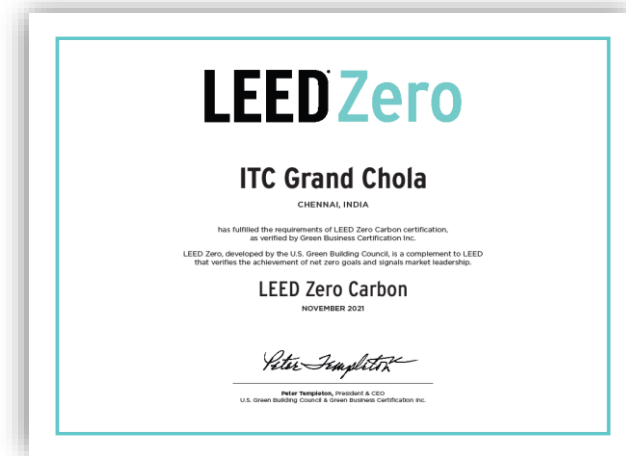 LEED Zero
ITC Grand Chola
CHENNAI, INDIA
has fulfilled the requirements of LEED Zero Carbon certification,
as verified by Green Business Certification Inc.
LEED Zero, developed by the U.S. Green Building Council, is a complement to LEED
that verifies the achievement of net zero goals and signals market leadership.
LEED Zero Carbon
NOVEMBER 2021
Peter Templeton
Peter Templeton, President & CEO
U.S. Green Building Council & Green Business Certification Inc.